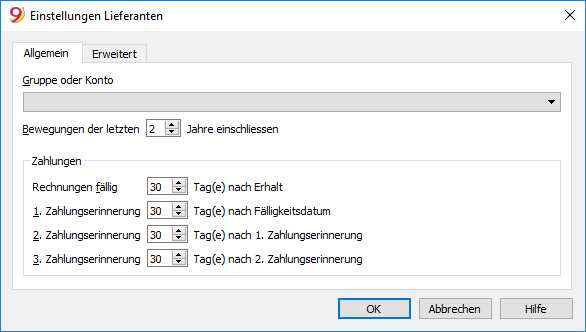 Einstellungen Lieferanten
Allgemein Erweitert
Gruppe oder Konto
Bewegungen der letzten 2 Jahre einschliessen
Zahlungen
Rechnungen fällig 30 Tag(e) nach Erhalt
1. Zahlungserinnerung 30 Tag(e) nach Fälligkeitsdatum
2. Zahlungserinnerung 30 Tag(e) nach 1. Zahlungserinnerung
3. Zahlungserinnerung 30 Tag(e) nach 2. Zahlungserinnerung
OK Abbrechen Hilfe